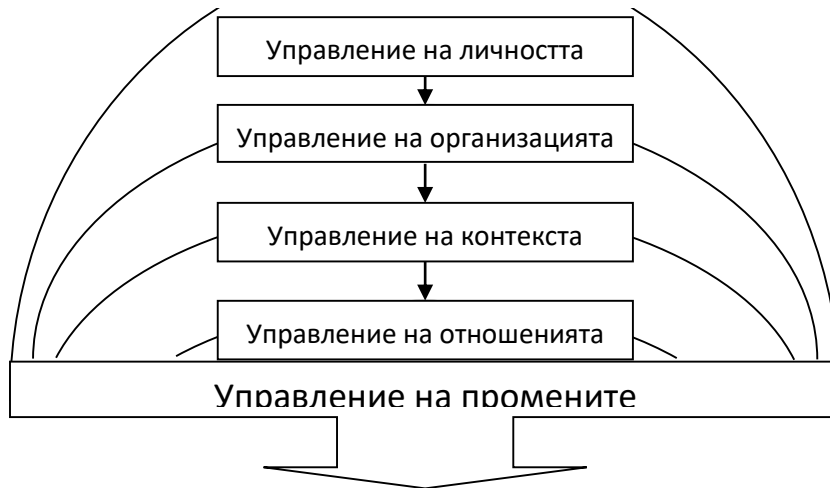 Управление на личността
Управление на организацията
Управление на контекста
Управление на отношенията
Управление на промените